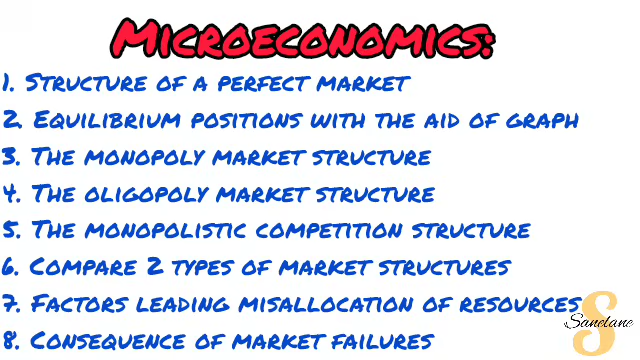 Microeconomics:
1. Structure of a perfect market
2. Equilibrium positions with the aid of graph
3. The monopoly market structure
4. The oligopoly market structure
5. The monopolistic competition structure
6. Compare 2 types of market structures
7. Factors leading misallocation of resources
8. Consequence of market failures
S
Sanelane